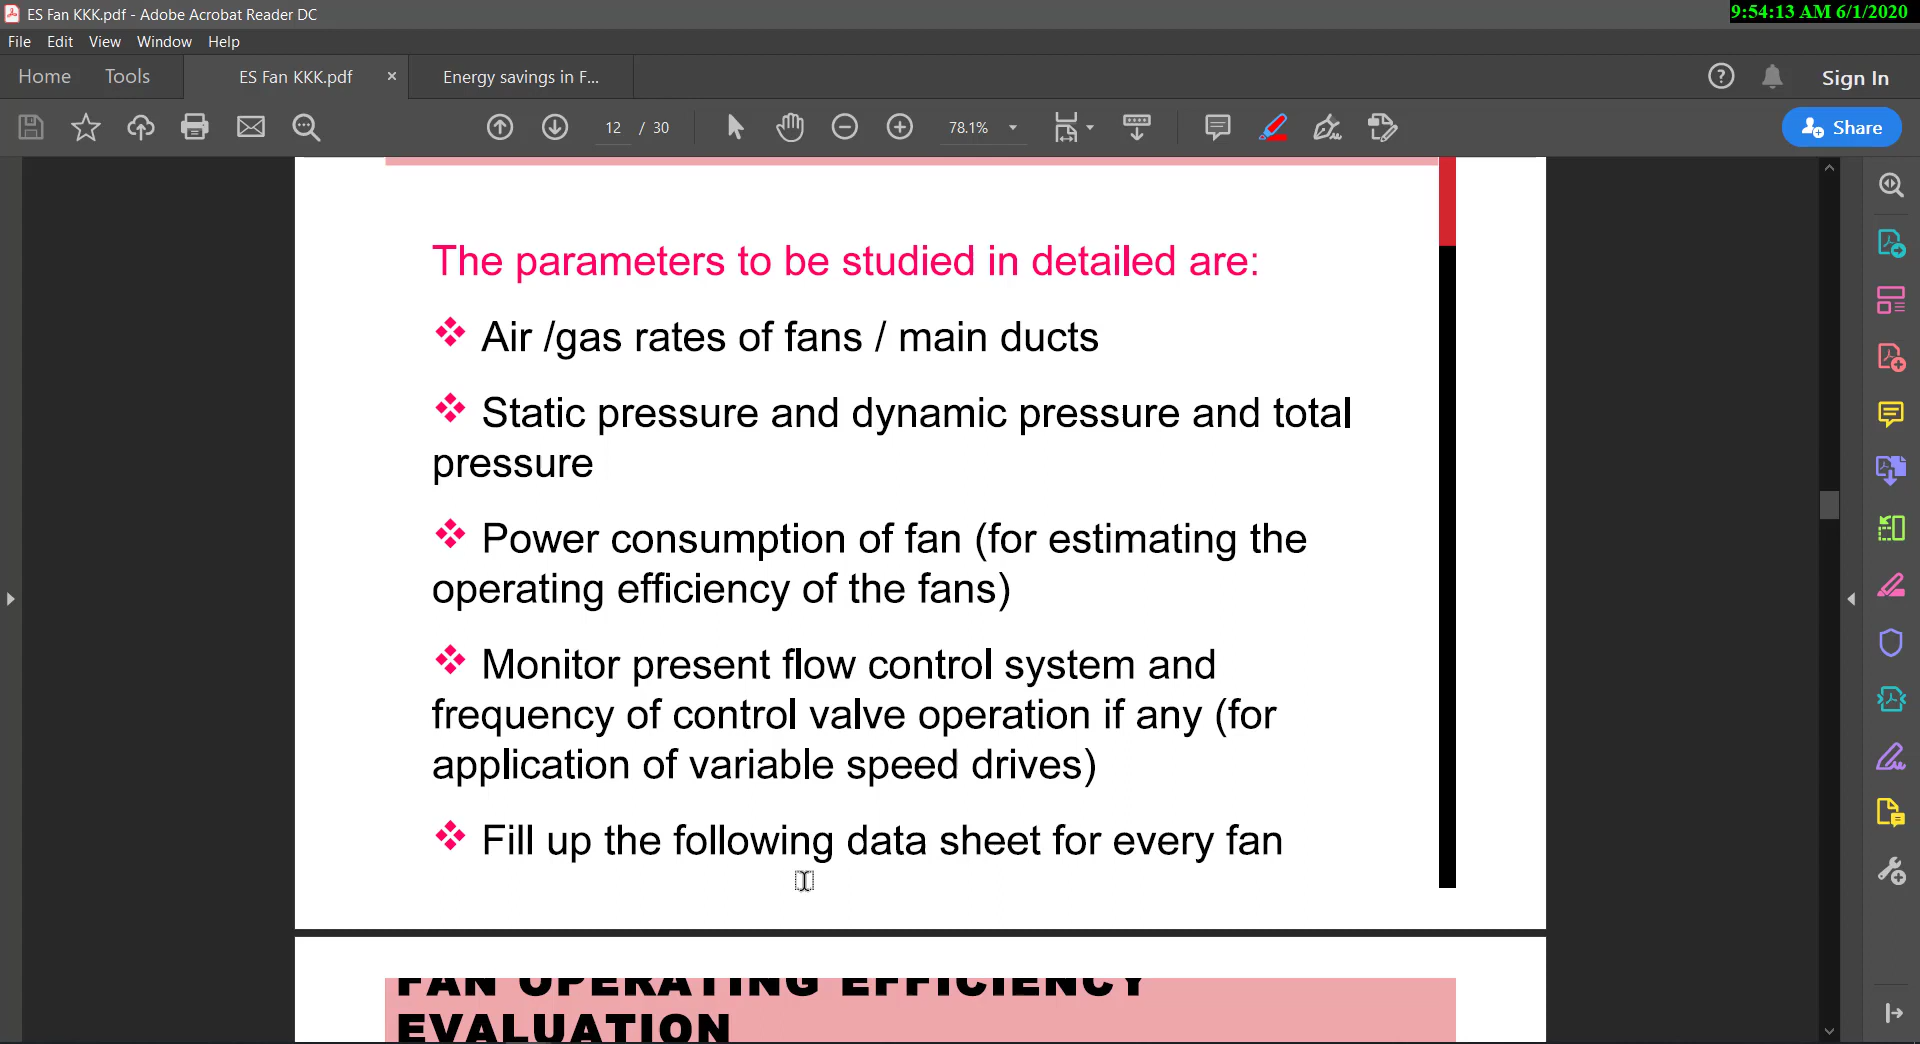 ES Fan KKK.pdf - Adobe Acrobat Reader DC
9:54:13 AM 6/1/2020
File Edit View Window Help
Home Tools ES Fan KKK.pdf × Energy savings in F... Sign In
12 / 30 78.1% Share
The parameters to be studied in detailed are:
❖ Air /gas rates of fans / main ducts
❖ Static pressure and dynamic pressure and total
pressure
❖ Power consumption of fan (for estimating the
operating efficiency of the fans)
❖ Monitor present flow control system and
frequency of control valve operation if any (for
application of variable speed drives)
❖ Fill up the following data sheet for every fan
FAN OPERATING EFFICIENCY
EVALUATION